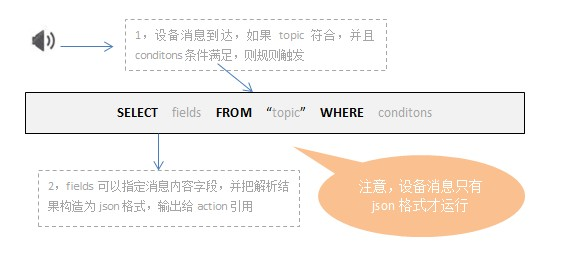 1，设备消息到达，如果 topic 符合，并且
conditons 条件满足，则规则触发
SELECT fields FROM “topic” WHERE conditons
2，fields 可以指定消息内容字段，并把解析结
果构造为 json 格式，输出给 action 引用
注意，设备消息只有
json 格式才运行